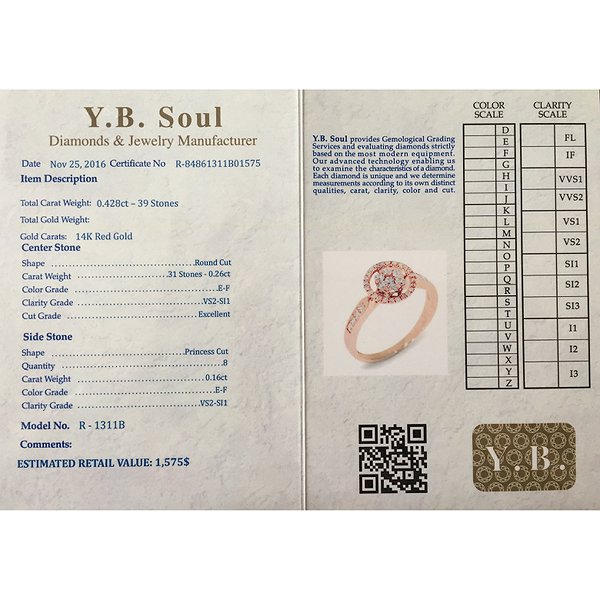 Y.B. Soul
Diamonds & Jewelry Manufacturer
Date Nov 25, 2016 Certificate No R-84861311B01575
Item Description
Total Carat Weight: 0.428ct – 39 Stones
Total Gold Weight:
Gold Carats: 14K Red Gold
Center Stone
Shape Round Cut
Carat Weight 31 Stones - 0.26ct
Color Grade E-F
Clarity Grade VS2-SI1
Cut Grade Excellent
Side Stone
Shape Princess Cut
Quantity 8
Carat Weight 0.16ct
Color Grade E-F
Clarity Grade VS2-SI1
Model No. R - 1311B
Comments:
ESTIMATED RETAIL VALUE: 1,575$
Y.B. Soul provides Gemological Grading
Services and evaluating diamonds strictly
based on the most modern equipment.
Our advanced technology enabling us
to examine the characteristics of a diamond.
Each diamond is unique and we determine
measurements according to its own distinct
qualities, carat, clarity, color and cut.
COLOR
SCALE
D
E
F
G
H
I
J
K
L
M
N
O
P
Q
R
S
T
U
V
W
X
Y
Z
CLARITY
SCALE
FL
IF
VVS1
VVS2
VS1
VS2
SI1
SI2
SI3
I1
I2
I3
Y.B.